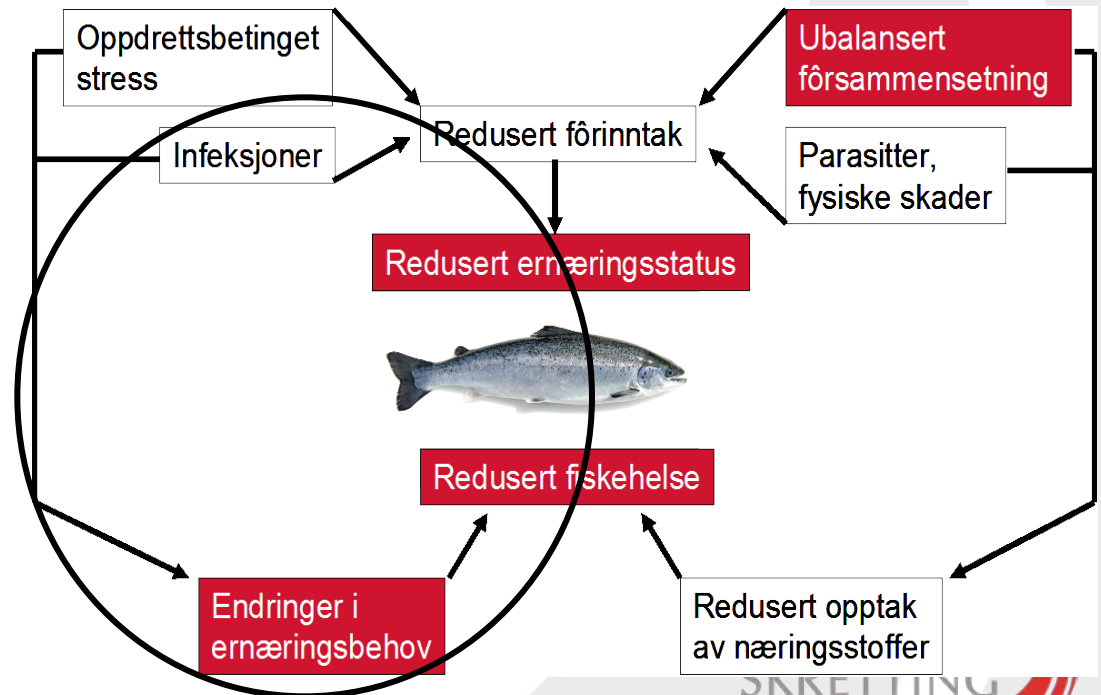 Oppdrettsbetinget
stress
Ubalansert
fôrsammensetning
Infeksjoner
Redusert fôrinntak
Parasitter,
fysiske skader
Redusert ernæringsstatus
Redusert fiskehelse
Endringer i
ernæringsbehov
Redusert opptak
av næringsstoffer
SKRETTING